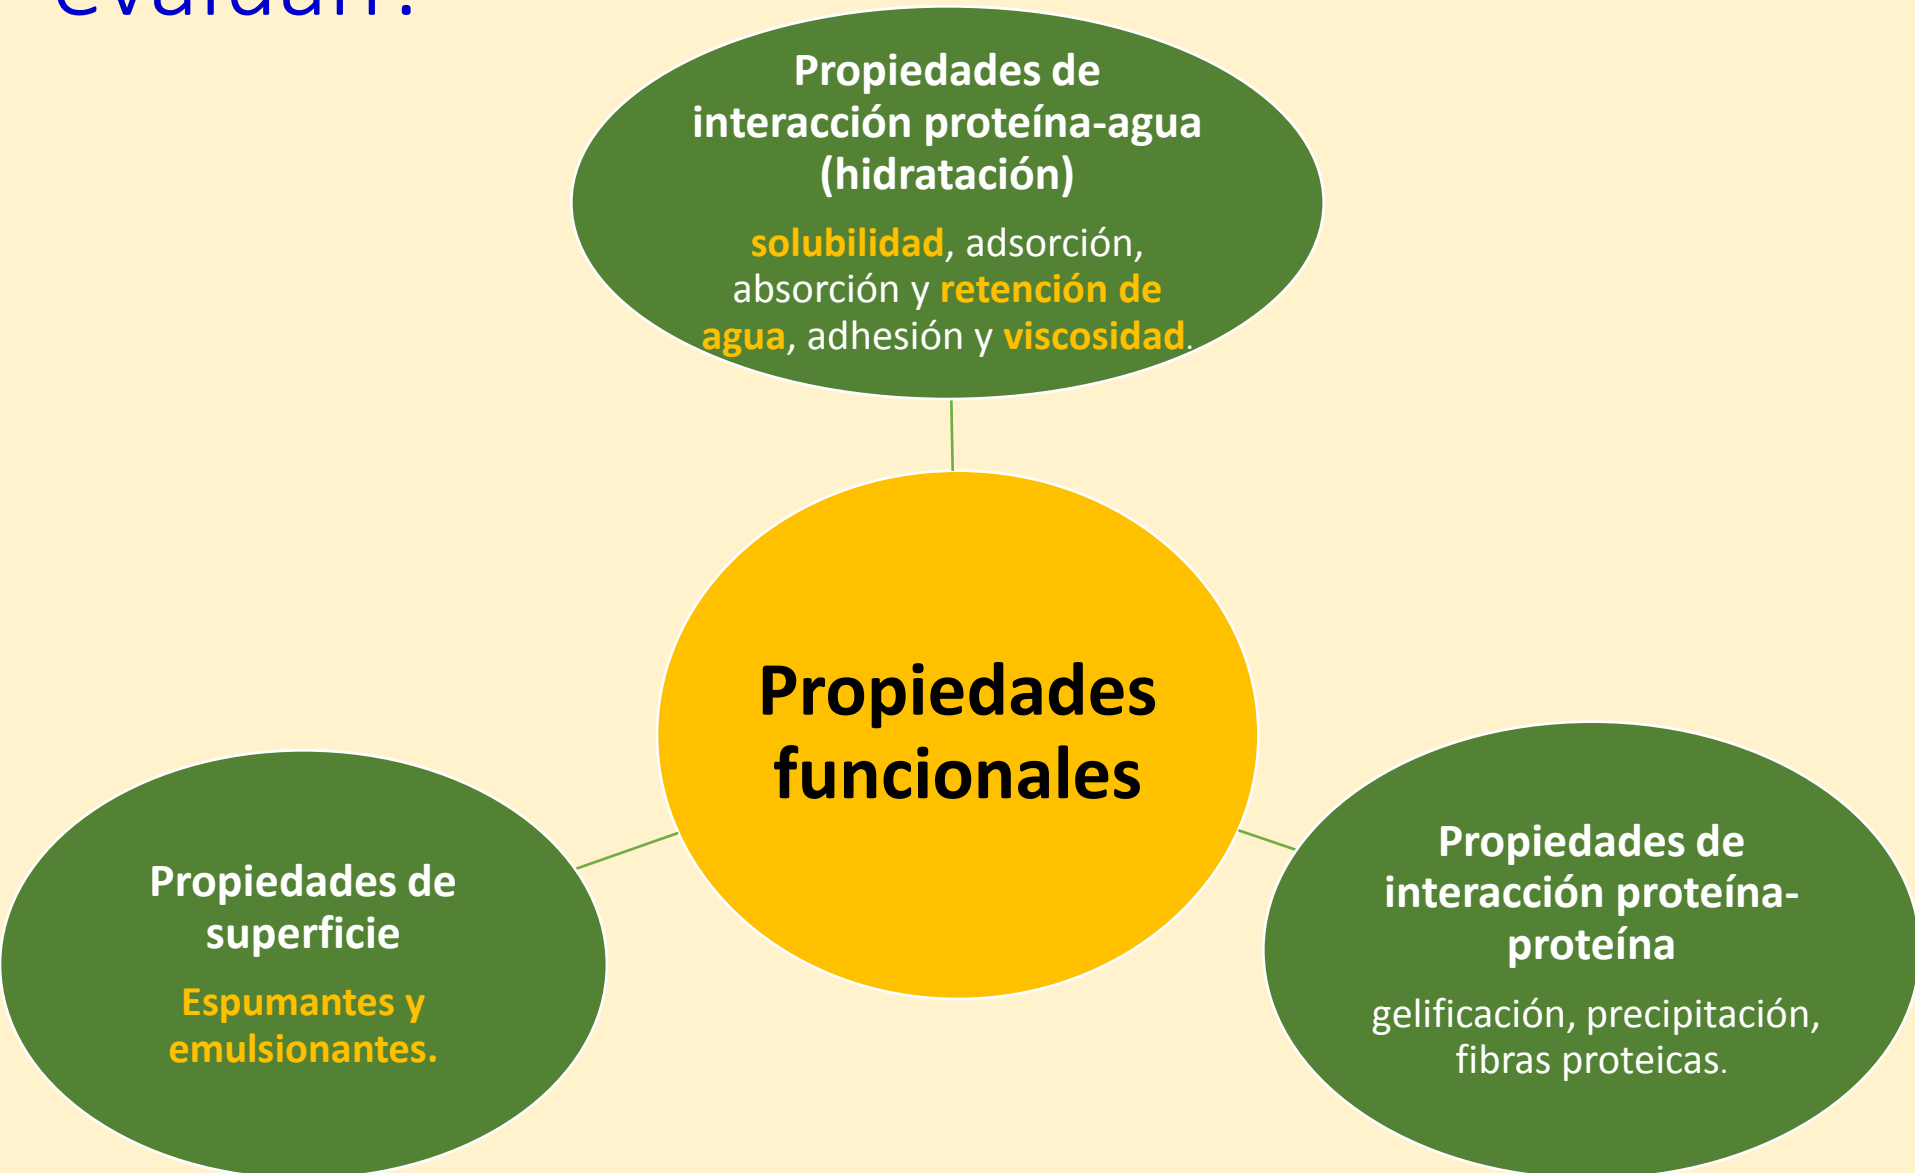 evalúan?
Propiedades de
interacción proteína-agua
(hidratación)
solubilidad, adsorción,
absorción y retención de
agua, adhesión y viscosidad.
Propiedades
funcionales
Propiedades de
superficie
Espumantes y
emulsionantes.
Propiedades de
interacción proteína-
proteína
gelificación, precipitación,
fibras proteicas.